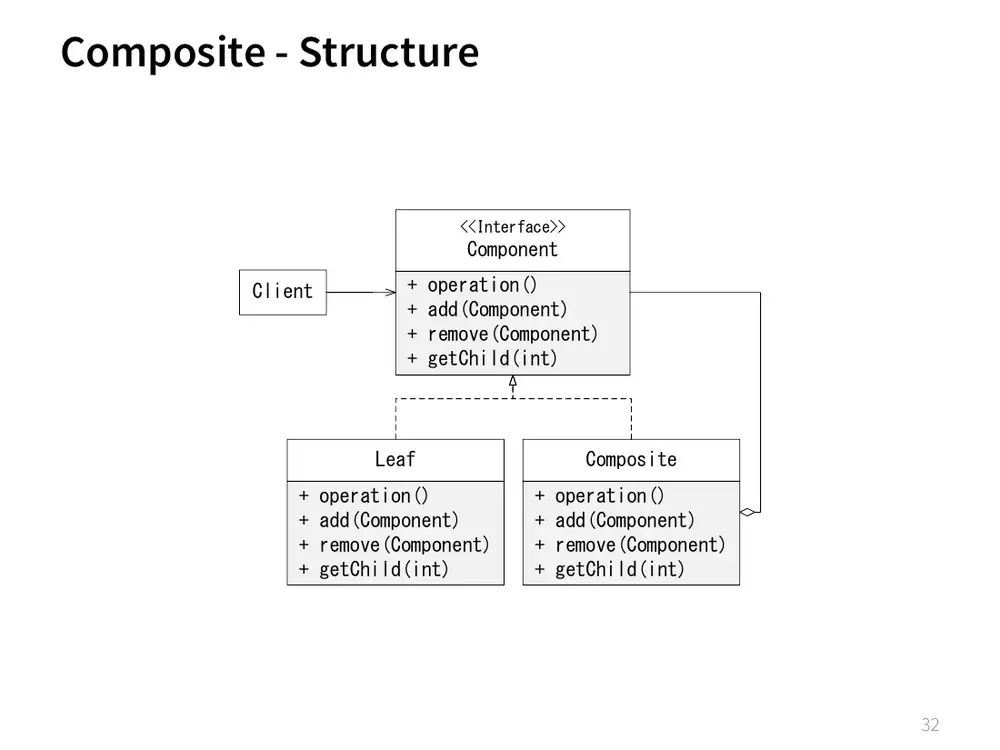 Composite - Structure
<<Interface>>
Component
+ operation()
+ add(Component)
+ remove(Component)
+ getChild(int)
Client
Leaf
+ operation()
+ add(Component)
+ remove(Component)
+ getChild(int)
Composite
+ operation()
+ add(Component)
+ remove(Component)
+ getChild(int)
32